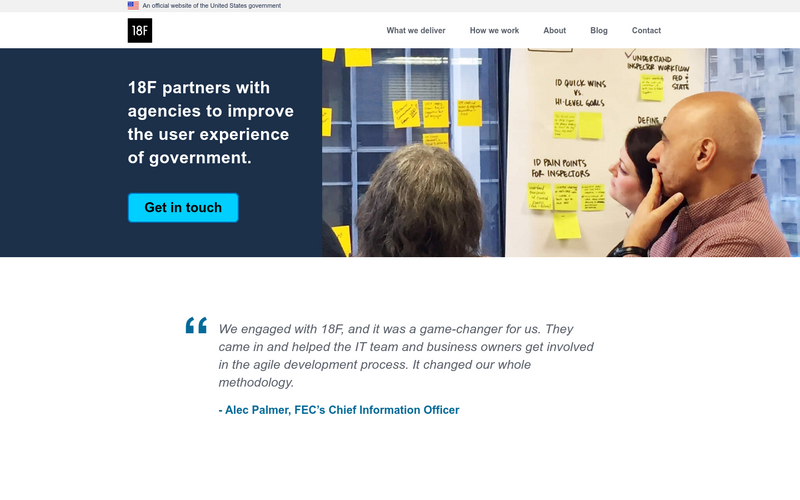 An official website of the United States government
18F
What we deliver
How we work
About
Blog
Contact
18F partners with
agencies to improve
the user experience
of government.
Get in touch
UNDERSTAND
INSPECTOR WORKFLOW
FED &
STATE
ID QUICK WINS
VS.
HI-LEVEL GOALS
DEFINE
ID PAIN POINTS
FOR INSPECTORS
“
We engaged with 18F, and it was a game-changer for us. They
came in and helped the IT team and business owners get involved
in the agile development process. It changed our whole
methodology.
- Alec Palmer, FEC’s Chief Information Officer